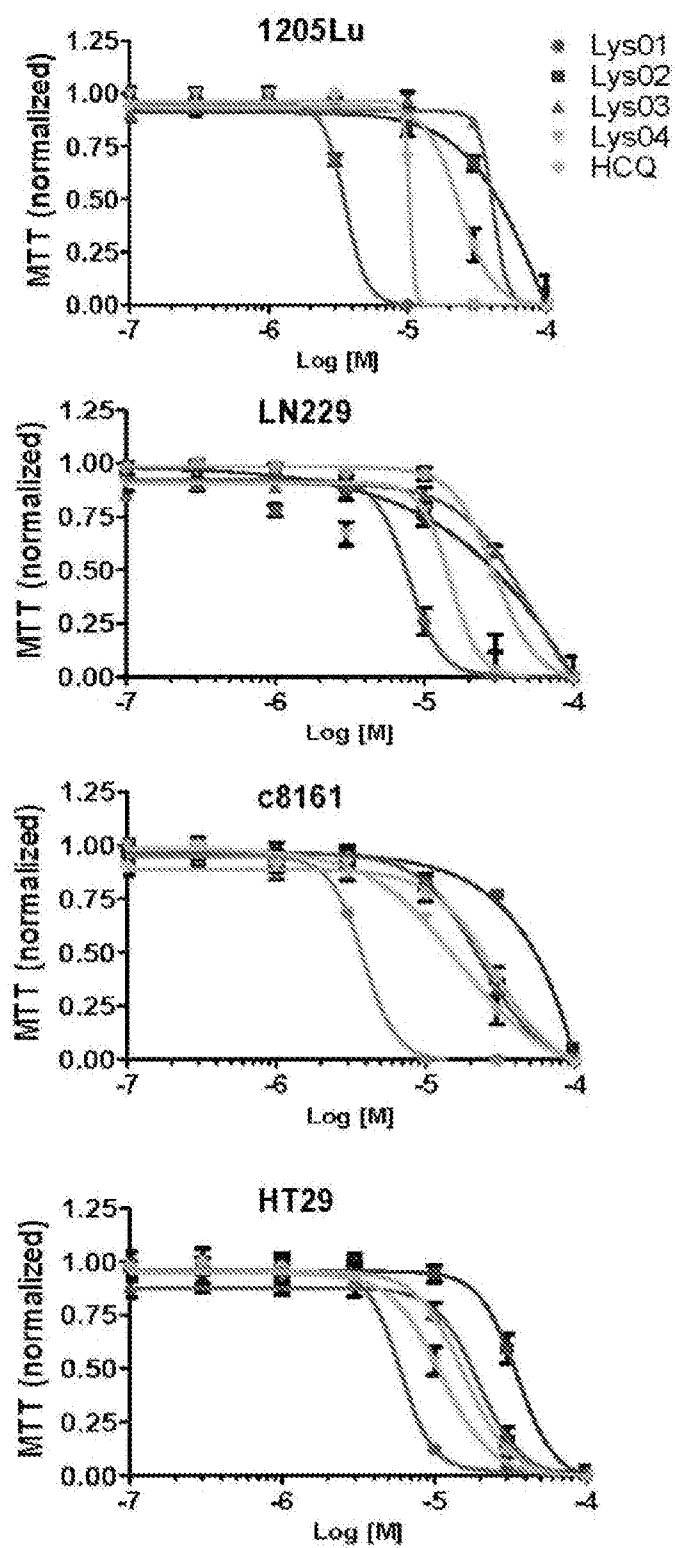 1205Lu
Lys01
Lys02
Lys03
Lys04
HCQ
MTT (normalized)
1.25
1.00
0.75
0.50
0.25
0.00
-7 -6 -5 -4
Log [M]
LN229
MTT (normalized)
1.25
1.00
0.75
0.50
0.25
0.00
-7 -6 -5 -4
Log [M]
c8161
MTT (normalized)
1.25
1.00
0.75
0.50
0.25
0.00
-7 -6 -5 -4
Log [M]
HT29
MTT (normalized)
1.25
1.00
0.75
0.50
0.25
0.00
-7 -6 -5 -4
Log [M]